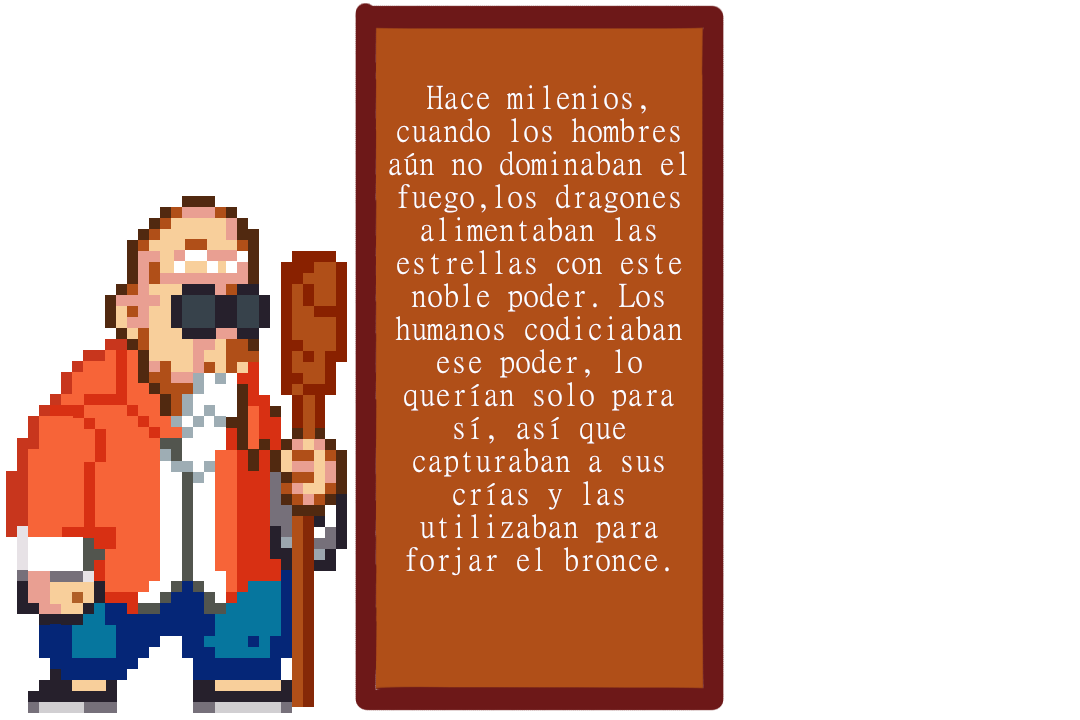 Hace milenios,
cuando los hombres
aún no dominaban el
fuego,los dragones
alimentaban las
estrellas con este
noble poder. Los
humanos codiciaban
ese poder, lo
querían solo para
sí, así que
capturaban a sus
crías y las
utilizaban para
forjar el bronce.